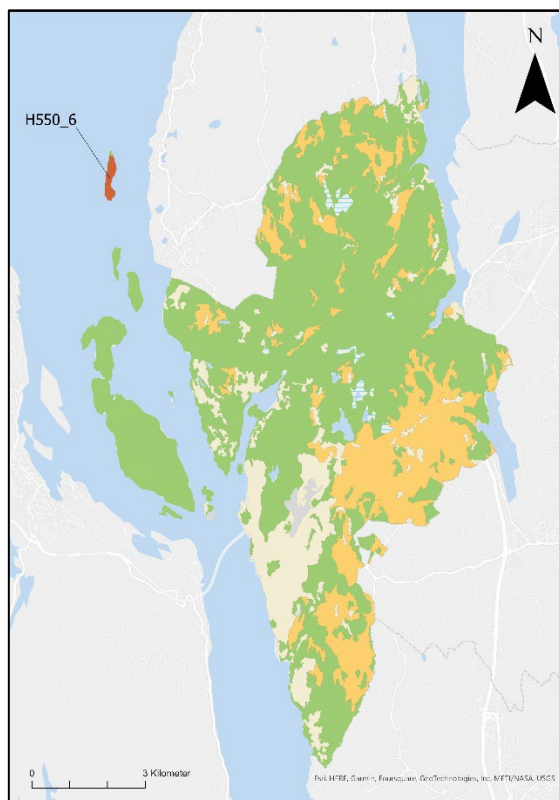 N
H550_6
0
3 Kilometer
Esri, HERE, Garmin, Foursquare, GeoTechnologies, Inc, METI/NASA, USGS